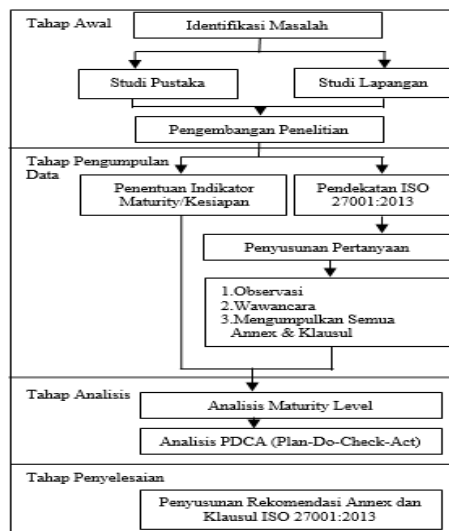 Tahap Awal
Identifikasi Masalah
Studi Pustaka
Studi Lapangan
Pengembangan Penelitian
Tahap Pengumpulan
Data
Penentuan Indikator
Maturity/Kesiapan
Pendekatan ISO
27001:2013
Penyusunan Pertanyaan
1.Observasi
2.Wawancara
3.Mengumpulkan Semua
Annex & Klausul
Tahap Analisis
Analisis Maturity Level
Analisis PDCA (Plan-Do-Check-Act)
Tahap Penyelesaian
Penyusunan Rekomendasi Annex dan
Klausul ISO 27001:2013